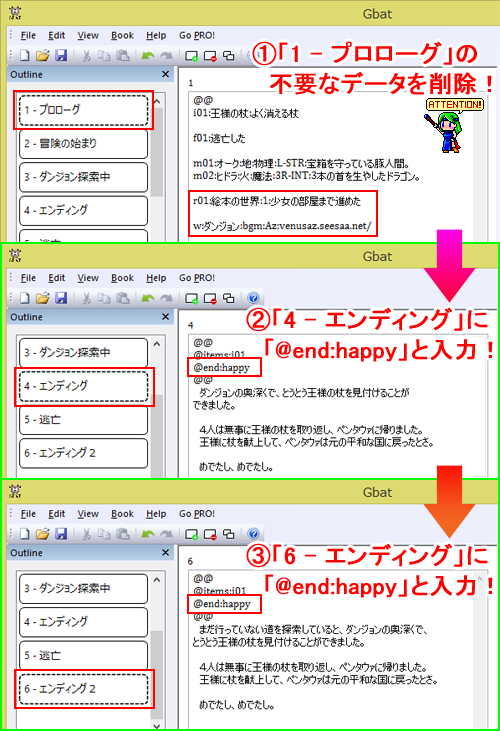 Gbat
File Edit View Book Help Go PRO!
Outline
①「1 – プロローグ」の
不要なデータを削除！
ATTENTION!
1 - プロローグ
2 - 冒険の始まり
3 - ダンジョン探索中
4 - エンディング
5 - 逃亡
1
@@
i01:王様の杖:よく消える杖
f01:逃亡した
m01:オーク:地:物理:L-STR:宝箱を守っている豚人間。
m02:ヒドラ:火:魔法:3R-INT:3本の首を生やしたドラゴン。
r01:絵本の世界:1:少女の部屋まで進めた
w:ダンジョン:bgm:Az:venusaz.seesaa.net/
Gbat
File Edit View Book Help Go PRO!
Outline
②「4 – エンディング」に
「@end:happy」と入力！
3 - ダンジョン探索中
4 - エンディング
5 - 逃亡
6 - エンディング２
4
@@
@items:i01
@end:happy
@@
ダンジョンの奥深くで、とうとう王様の杖を見付けることが
できました。
４人は無事に王様の杖を取り返し、ペンタウァに帰りました。
王様に杖を献上して、ペンタウァは元の平和な国に戻ったとさ。
めでたし、めでたし。
Gbat
File Edit View Book Help Go PRO!
Outline
③「6 – エンディング」に
「@end:happy」と入力！
3 - ダンジョン探索中
4 - エンディング
5 - 逃亡
6 - エンディング２
6
@@
@items:i01
@end:happy
@@
まだ行っていない道を探索していると、ダンジョンの奥深くで、
とうとう王様の杖を見付けることができました。
４人は無事に王様の杖を取り返し、ペンタウァに帰りました。
王様に杖を献上して、ペンタウァは元の平和な国に戻ったとさ。
めでたし、めでたし。